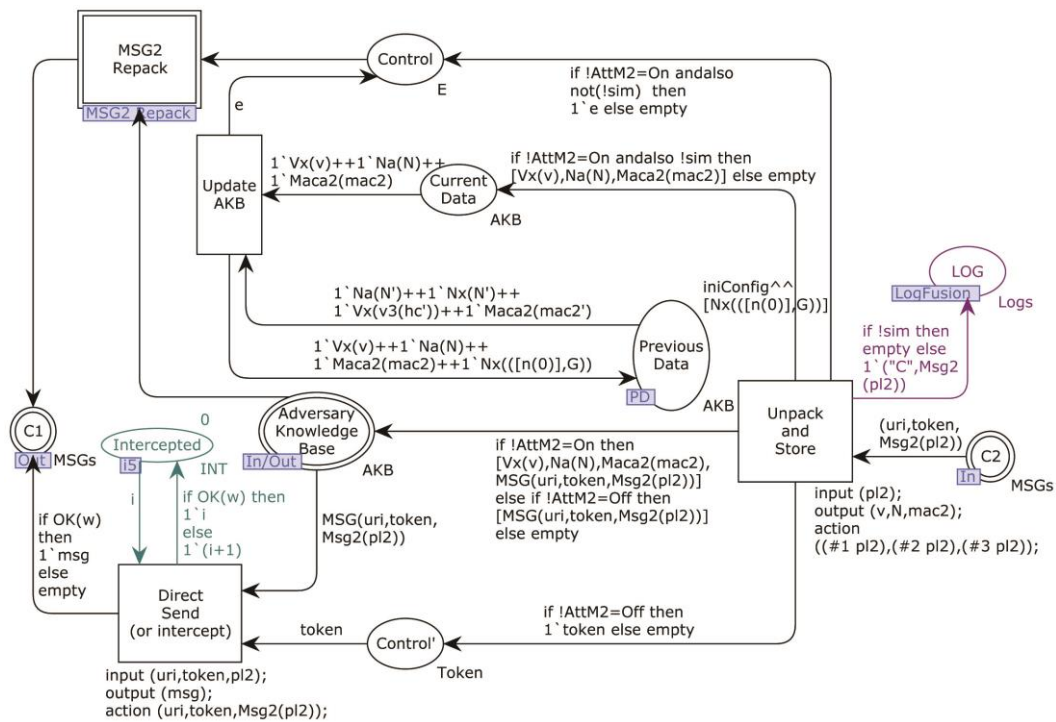 MSG2
Repack
MSG2 Repack
Control
E
if !AttM2=On andalso
not(!sim) then
1`e else empty
e
Update
AKB
1`Vx(v)++1`Na(N)++
1`Maca2(mac2)
Current
Data
AKB
if !AttM2=On andalso !sim then
[Vx(v),Na(N),Maca2(mac2)] else empty
1`Na(N')++1`Nx(N')++
1`Vx(v3(hc'))++1`Maca2(mac2')
1`Vx(v)++1`Na(N)++
1`Maca2(mac2)++1`Nx(([n(0)],G))
iniConfig^^
[Nx(([n(0)],G))]
Previous
Data
PD
AKB
LOG
LogFusion
Logs
if !sim then
empty else
1`("C",Msg2
(pl2))
Unpack
and
Store
(uri,token,
Msg2(pl2))
C2
In
MSGs
input (pl2);
output (v,N,mac2);
action
((#1 pl2),(#2 pl2),(#3 pl2));
C1
Out
MSGs
0
Intercepted
i5
INT
Adversary
Knowledge
Base
In/Out
AKB
if !AttM2=On then
[Vx(v),Na(N),Maca2(mac2),
MSG(uri,token,Msg2(pl2))]
else if !AttM2=Off then
[MSG(uri,token,Msg2(pl2))]
else empty
if OK(w)
then
1`msg
else
empty
i
if OK(w) then
1`i
else
1`(i+1)
MSG(uri,token,
Msg2(pl2))
Direct
Send
(or intercept)
token
Control'
Token
if !AttM2=Off then
1`token else empty
input (uri,token,pl2);
output (msg);
action (uri,token,Msg2(pl2));